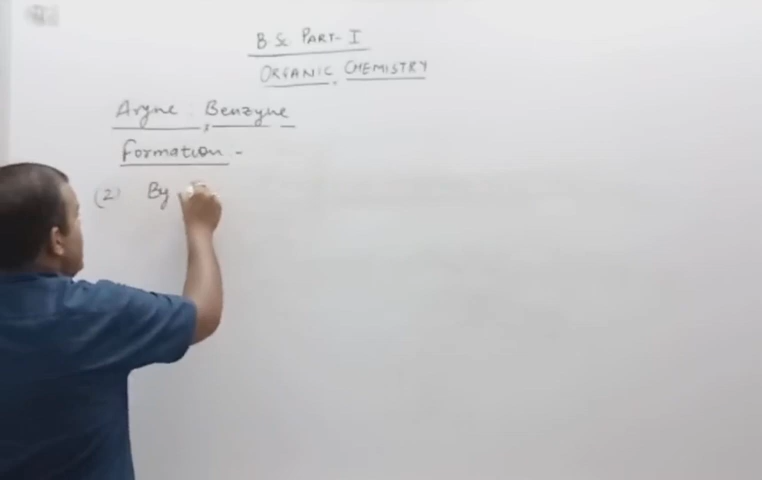 B Sc PART-I
ORGANIC CHEMISTRY
Aryne : Benzyne
Formation -
(2) By